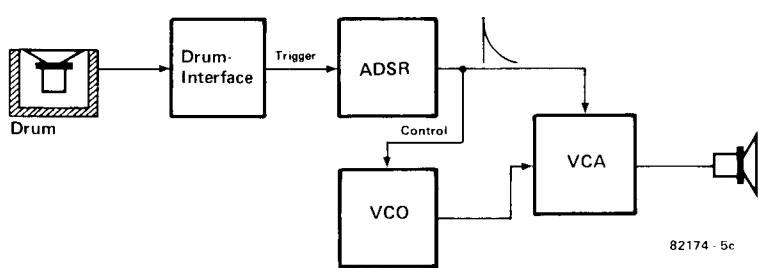 Drum
Drum-
Interface
Trigger
ADSR
Control
VCO
VCA
82174 - 5c